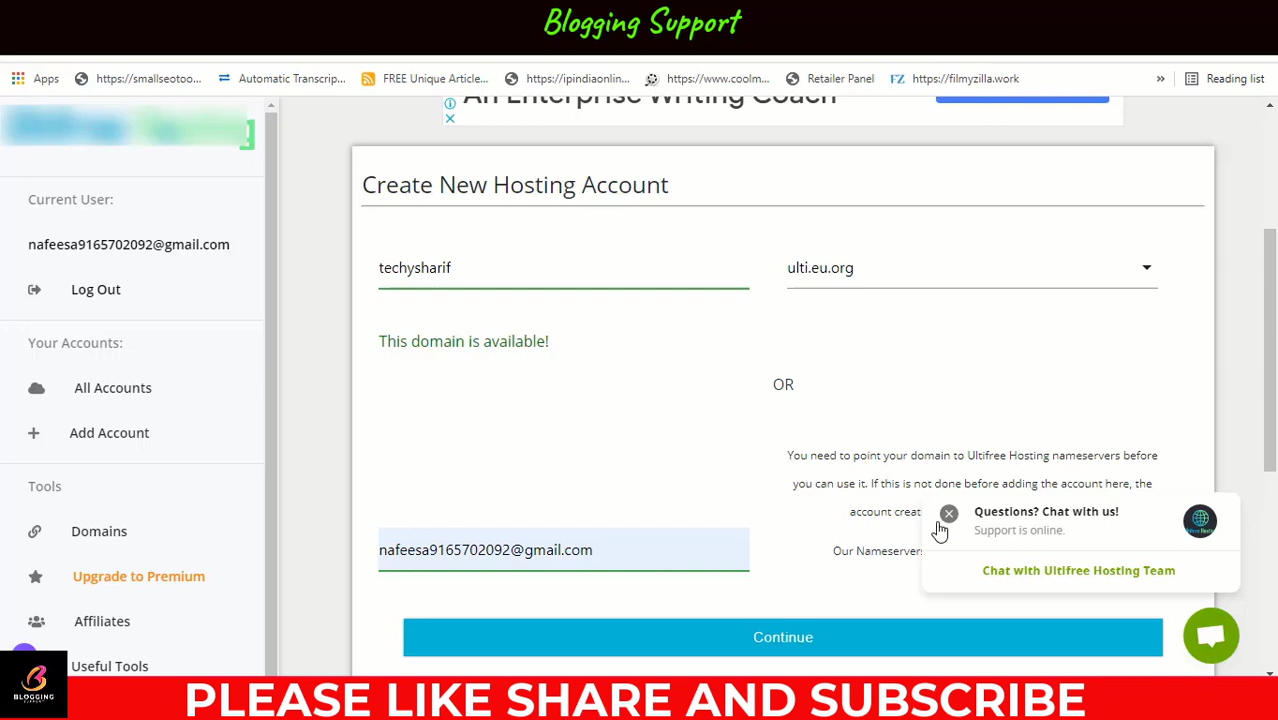 Blogging Support
Apps https://smallseotoo... Automatic Transcrip... FREE Unique Article... https://ipindiaonlin... https://www.coolm... Retailer Panel FZ https://filmyzilla.work » Reading list
An Enterprise Writing Coach
Current User:
nafeesa9165702092@gmail.com
Log Out
Your Accounts:
All Accounts
Add Account
Tools
Domains
Upgrade to Premium
Affiliates
Useful Tools
Create New Hosting Account
techysharif ulti.eu.org
This domain is available!
OR
You need to point your domain to Ultifree Hosting nameservers before
you can use it. If this is not done before adding the account here, the
account creat
Our Nameservers
nafeesa9165702092@gmail.com
Questions? Chat with us!
Support is online.
Chat with Ultifree Hosting Team
Continue
BLOGGING
SUPPORT
PLEASE LIKE SHARE AND SUBSCRIBE